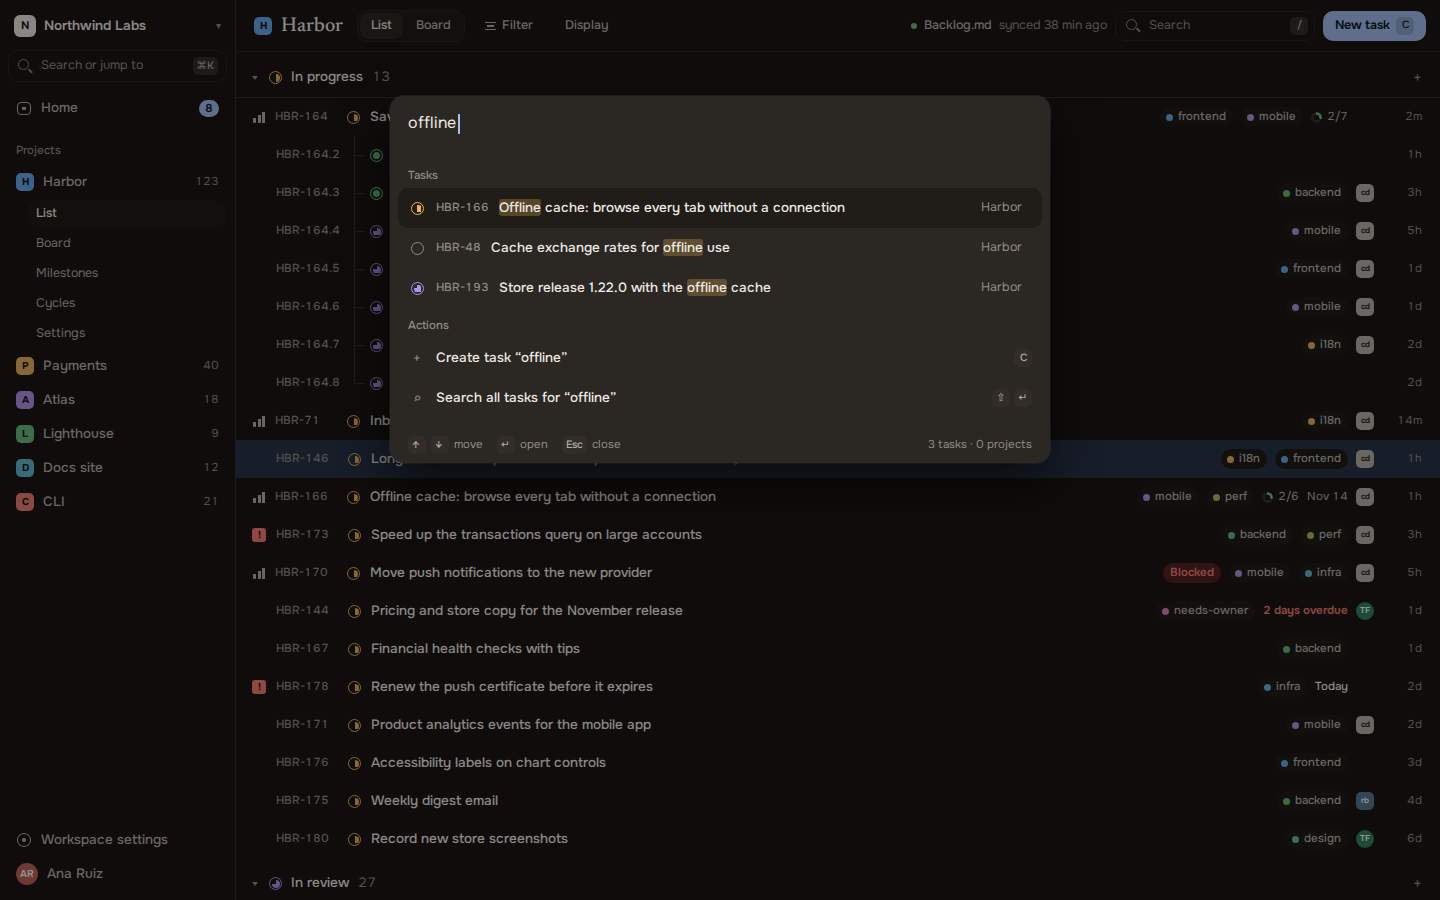 N Northwind Labs
Search or jump to ⌘K
Home 8
Projects
H Harbor 123
List
Board
Milestones
Cycles
Settings
P Payments 40
A Atlas 18
L Lighthouse 9
D Docs site 12
C CLI 21
Workspace settings
AR Ana Ruiz
H Harbor List Board Filter Display Backlog.md synced 38 min ago Search / New task C
In progress 13 +
HBR-164 Sav frontend mobile 2/7 2m
HBR-164.2 1h
HBR-164.3 backend cd 3h
HBR-164.4 mobile cd 5h
HBR-164.5 frontend cd 1d
HBR-164.6 mobile cd 1d
HBR-164.7 i18n cd 2d
HBR-164.8 2d
HBR-71 Inb i18n cd 14m
HBR-146 i18n frontend cd 1h
HBR-166 Offline cache: browse every tab without a connection mobile perf 2/6 Nov 14 cd 1h
! HBR-173 Speed up the transactions query on large accounts backend perf cd 3h
HBR-170 Move push notifications to the new provider Blocked mobile infra cd 5h
HBR-144 Pricing and store copy for the November release needs-owner 2 days overdue TF 1d
HBR-167 Financial health checks with tips backend 1d
! HBR-178 Renew the push certificate before it expires infra Today 2d
HBR-171 Product analytics events for the mobile app mobile cd 2d
HBR-176 Accessibility labels on chart controls frontend 3d
HBR-175 Weekly digest email backend rb 4d
HBR-180 Record new store screenshots design TF 6d
In review 27 +
offline
Tasks
HBR-166 Offline cache: browse every tab without a connection Harbor
HBR-48 Cache exchange rates for offline use Harbor
HBR-193 Store release 1.22.0 with the offline cache Harbor
Actions
+ Create task “offline” C
Search all tasks for “offline” ⇧ ↵
↑ ↓ move ↵ open Esc close 3 tasks · 0 projects